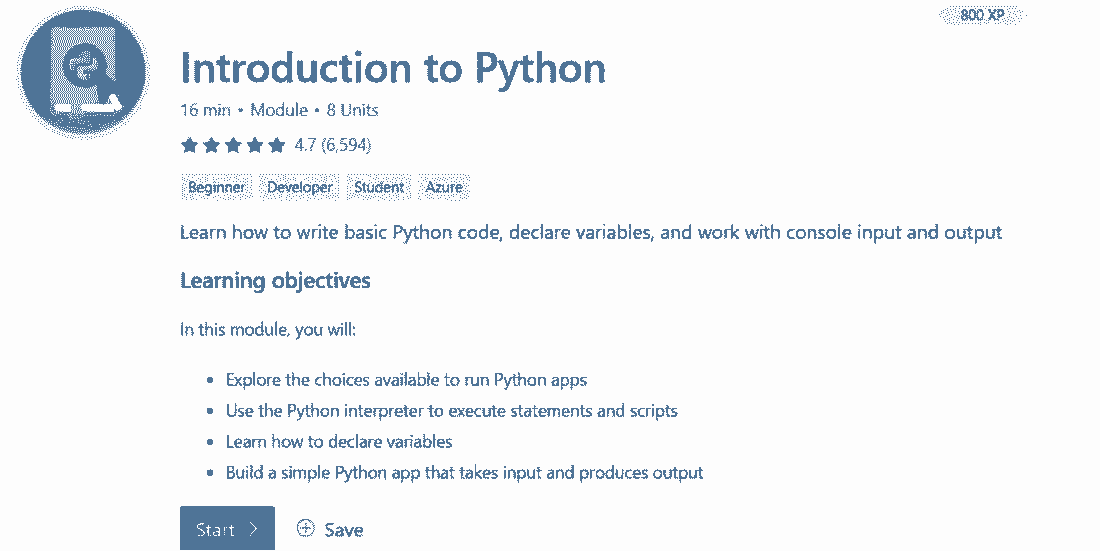 800 XP
Introduction to Python
16 min • Module • 8 Units
4.7 (6,594)
Beginner Developer Student Azure
Learn how to write basic Python code, declare variables, and work with console input and output
Learning objectives
In this module, you will:
• Explore the choices available to run Python apps
• Use the Python interpreter to execute statements and scripts
• Learn how to declare variables
• Build a simple Python app that takes input and produces output
Start Save